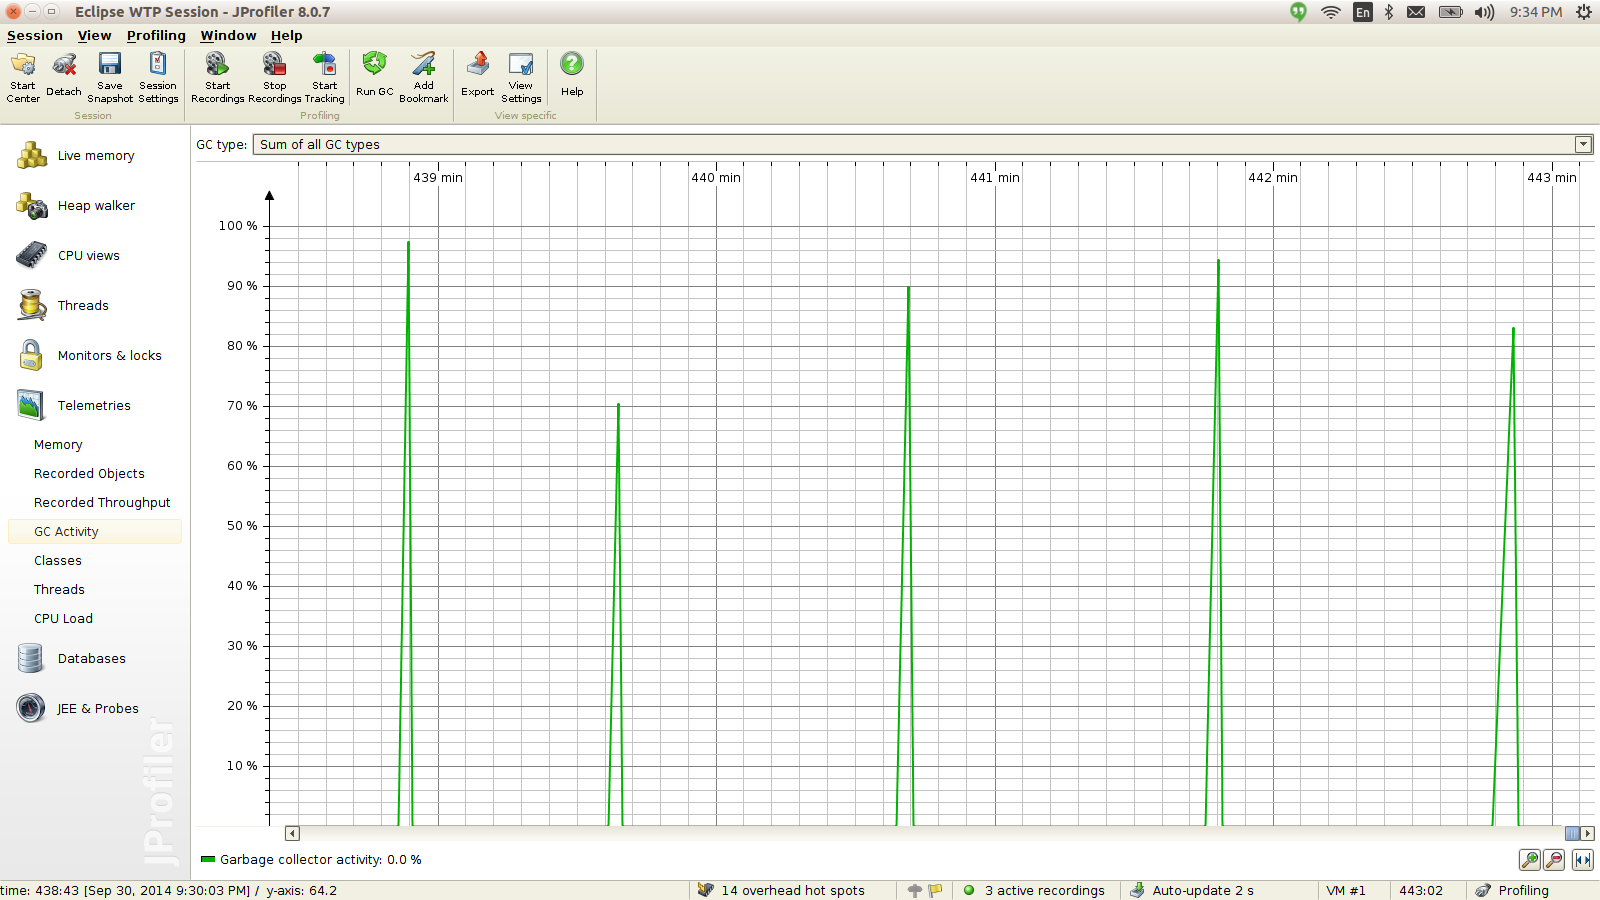 Eclipse WTP Session - JProfiler 8.0.7
En
9:34 PM
Session View Profiling Window Help
Start Center
Detach
Save Snapshot
Session Settings
Start Recordings
Stop Recordings
Start Tracking
Run GC
Add Bookmark
Export
View Settings
Help
Session
Profiling
View specific
Live memory
Heap walker
CPU views
Threads
Monitors & locks
Telemetries
Memory
Recorded Objects
Recorded Throughput
GC Activity
Classes
Threads
CPU Load
Databases
JEE & Probes
JProfiler
GC type: Sum of all GC types
439 min 440 min 441 min 442 min 443 min
100 %
90 %
80 %
70 %
60 %
50 %
40 %
30 %
20 %
10 %
Garbage collector activity: 0.0 %
time: 438:43 [Sep 30, 2014 9:30:03 PM] / y-axis: 64.2
14 overhead hot spots
3 active recordings
Auto-update 2 s
VM #1
443:02
Profiling